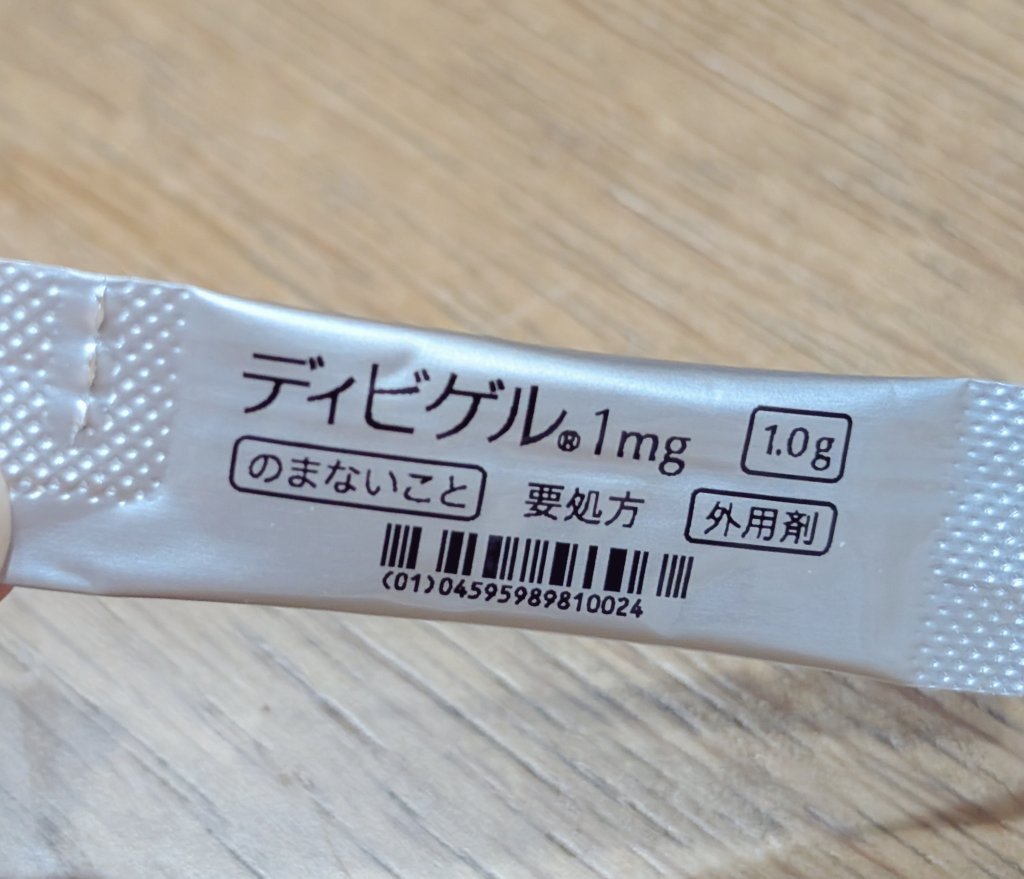 ディビゲル®1mg 1.0g
のまないこと 要処方 外用剤
(01)04595989810024